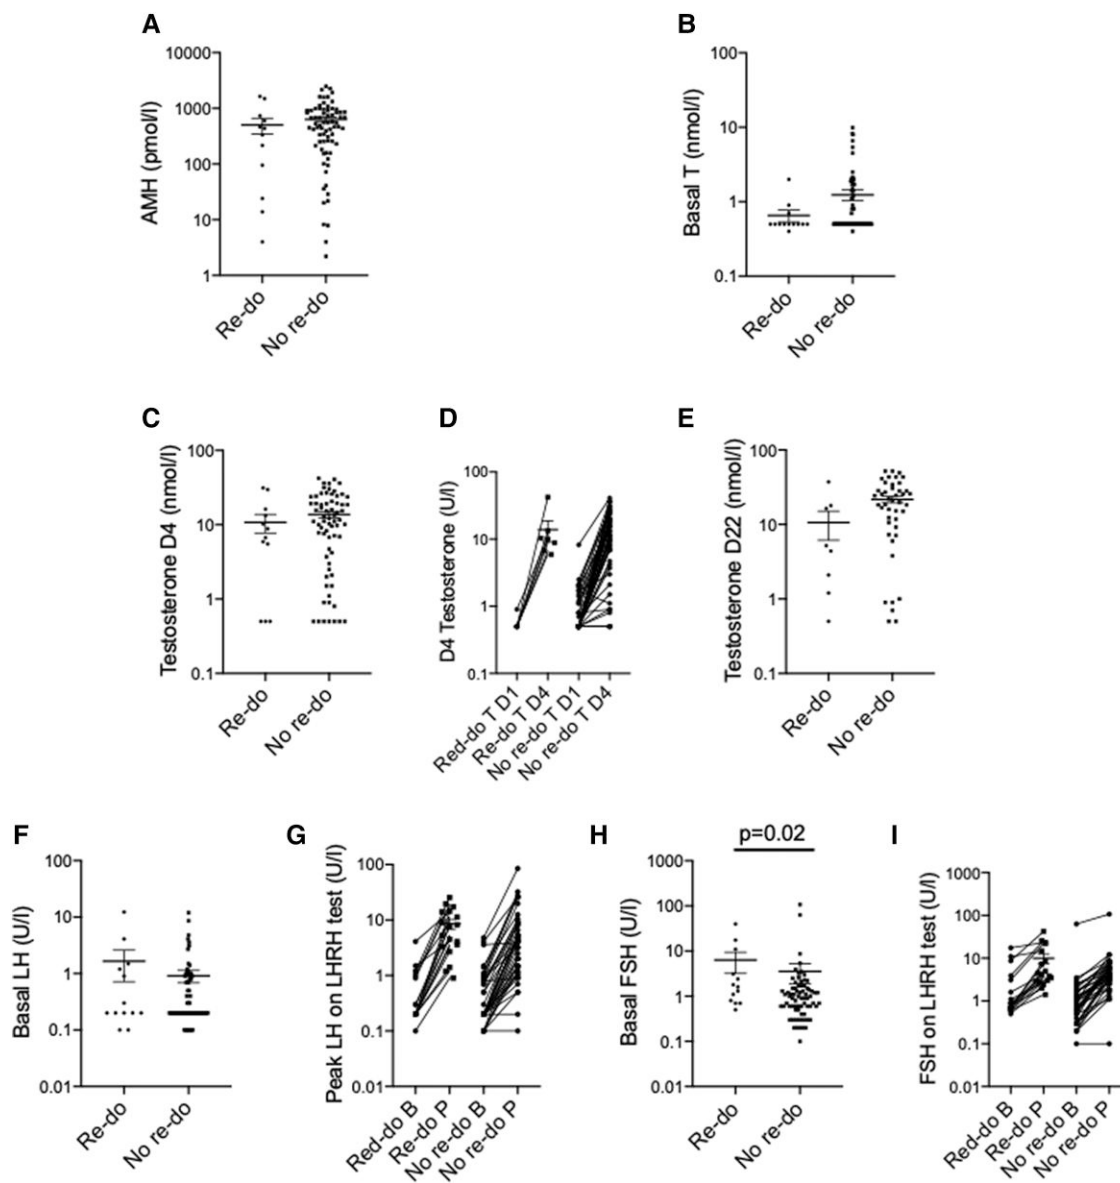 A
AMH (pmol/l)
10000
1000
100
10
1
Re-do
No re-do
B
Basal T (nmol/l)
100
10
1
0.1
Re-do
No re-do
C
Testosterone D4 (nmol/l)
100
10
1
0.1
Re-do
No re-do
D
D4 Testosterone (U/l)
100
10
1
0.1
Red-do T D1
Re-do T D4
No re-do T D1
No re-do T D4
E
Testosterone D22 (nmol/l)
100
10
1
0.1
Re-do
No re-do
F
Basal LH (U/l)
100
10
1
0.1
0.01
Re-do
No re-do
G
Peak LH on LHRH test (U/l)
100
10
1
0.1
0.01
Red-do B
Re-do P
No re-do B
No re-do P
H
p=0.02
Basal FSH (U/l)
1000
100
10
1
0.1
0.01
Re-do
No re-do
I
FSH on LHRH test (U/l)
1000
100
10
1
0.1
0.01
Red-do B
Re-do P
No re-do B
No re-do P